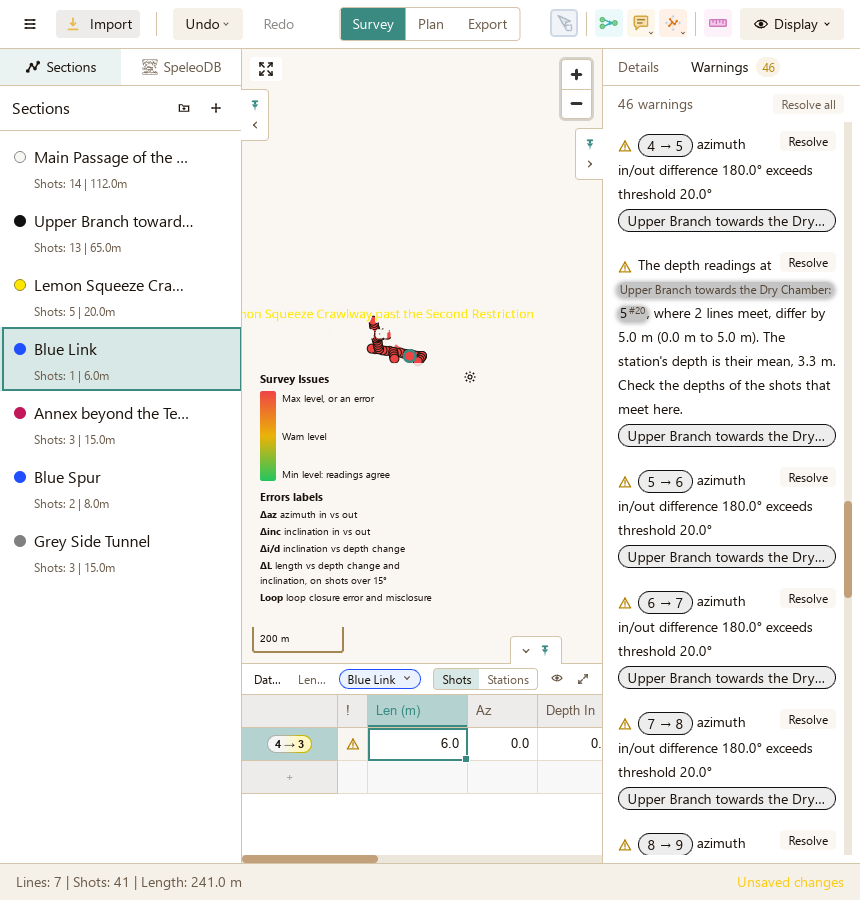 Import
Undo
Redo
Survey
Plan
Export
Display
Sections
SpeleoDB
Sections
Main Passage of the ...
Shots: 14 | 112.0m
Upper Branch toward...
Shots: 13 | 65.0m
Lemon Squeeze Cra...
Shots: 5 | 20.0m
Blue Link
Shots: 1 | 6.0m
Annex beyond the Te...
Shots: 3 | 15.0m
Blue Spur
Shots: 2 | 8.0m
Grey Side Tunnel
Shots: 3 | 15.0m
+
−
mon Squeeze Crawlway past the Second Restriction
Survey Issues
Max level, or an error
Warn level
Min level: readings agree
Errors labels
Δaz azimuth in vs out
Δinc inclination in vs out
Δi/d inclination vs depth change
ΔL length vs depth change and
inclination, on shots over 15°
Loop loop closure error and misclosure
200 m
Dat...
Len...
Blue Link
Shots
Stations
!
Len (m)
Az
Depth In
4 → 3
6.0
0.0
0.
+
Details
Warnings 46
46 warnings
Resolve all
4 → 5 azimuth
Resolve
in/out difference 180.0° exceeds
threshold 20.0°
Upper Branch towards the Dry...
The depth readings at
Resolve
Upper Branch towards the Dry Chamber:
5#20, where 2 lines meet, differ by
5.0 m (0.0 m to 5.0 m). The
station's depth is their mean, 3.3 m.
Check the depths of the shots that
meet here.
Upper Branch towards the Dry...
5 → 6 azimuth
Resolve
in/out difference 180.0° exceeds
threshold 20.0°
Upper Branch towards the Dry...
6 → 7 azimuth
Resolve
in/out difference 180.0° exceeds
threshold 20.0°
Upper Branch towards the Dry...
7 → 8 azimuth
Resolve
in/out difference 180.0° exceeds
threshold 20.0°
Upper Branch towards the Dry...
8 → 9 azimuth
Resolve
Lines: 7 | Shots: 41 | Length: 241.0 m
Unsaved changes